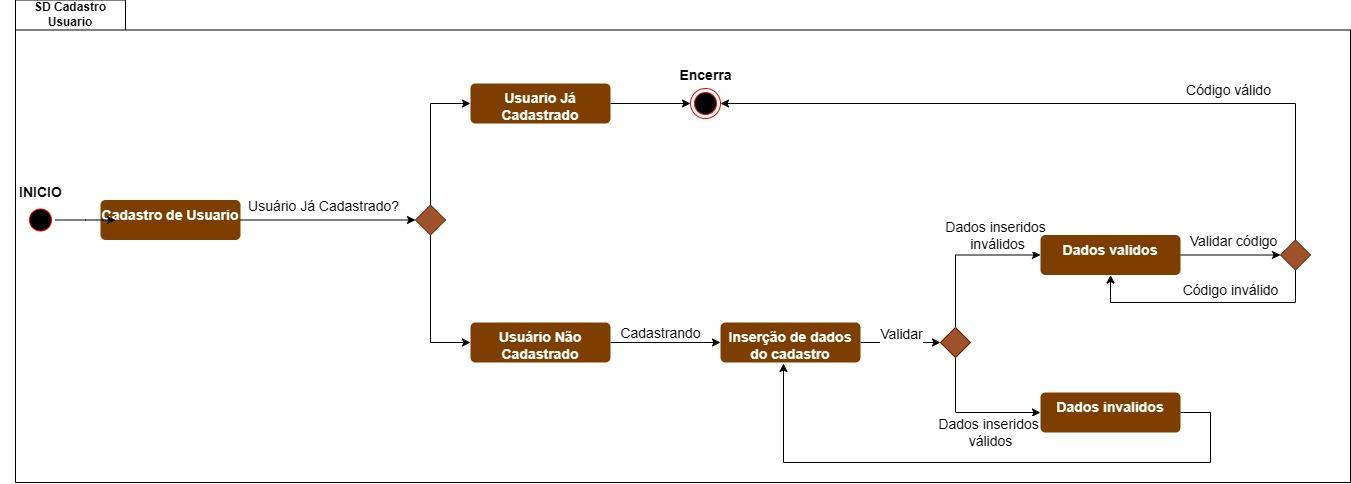 SD Cadastro
Usuario
Encerra
Código válido
Usuario Já
Cadastrado
INICIO
Cadastro de Usuario
Usuário Já Cadastrado?
Dados inseridos
inválidos
Dados validos
Validar código
Código inválido
Usuário Não
Cadastrado
Cadastrando
Inserção de dados
do cadastro
Validar
Dados invalidos
Dados inseridos
válidos